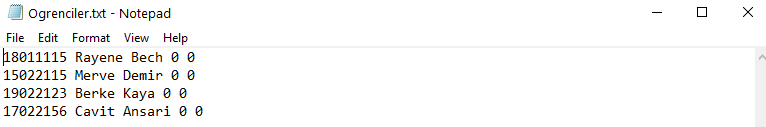 Ogrenciler.txt - Notepad
File Edit Format View Help
18011115 Rayene Bech 0 0
15022115 Merve Demir 0 0
19022123 Berke Kaya 0 0
17022156 Cavit Ansari 0 0